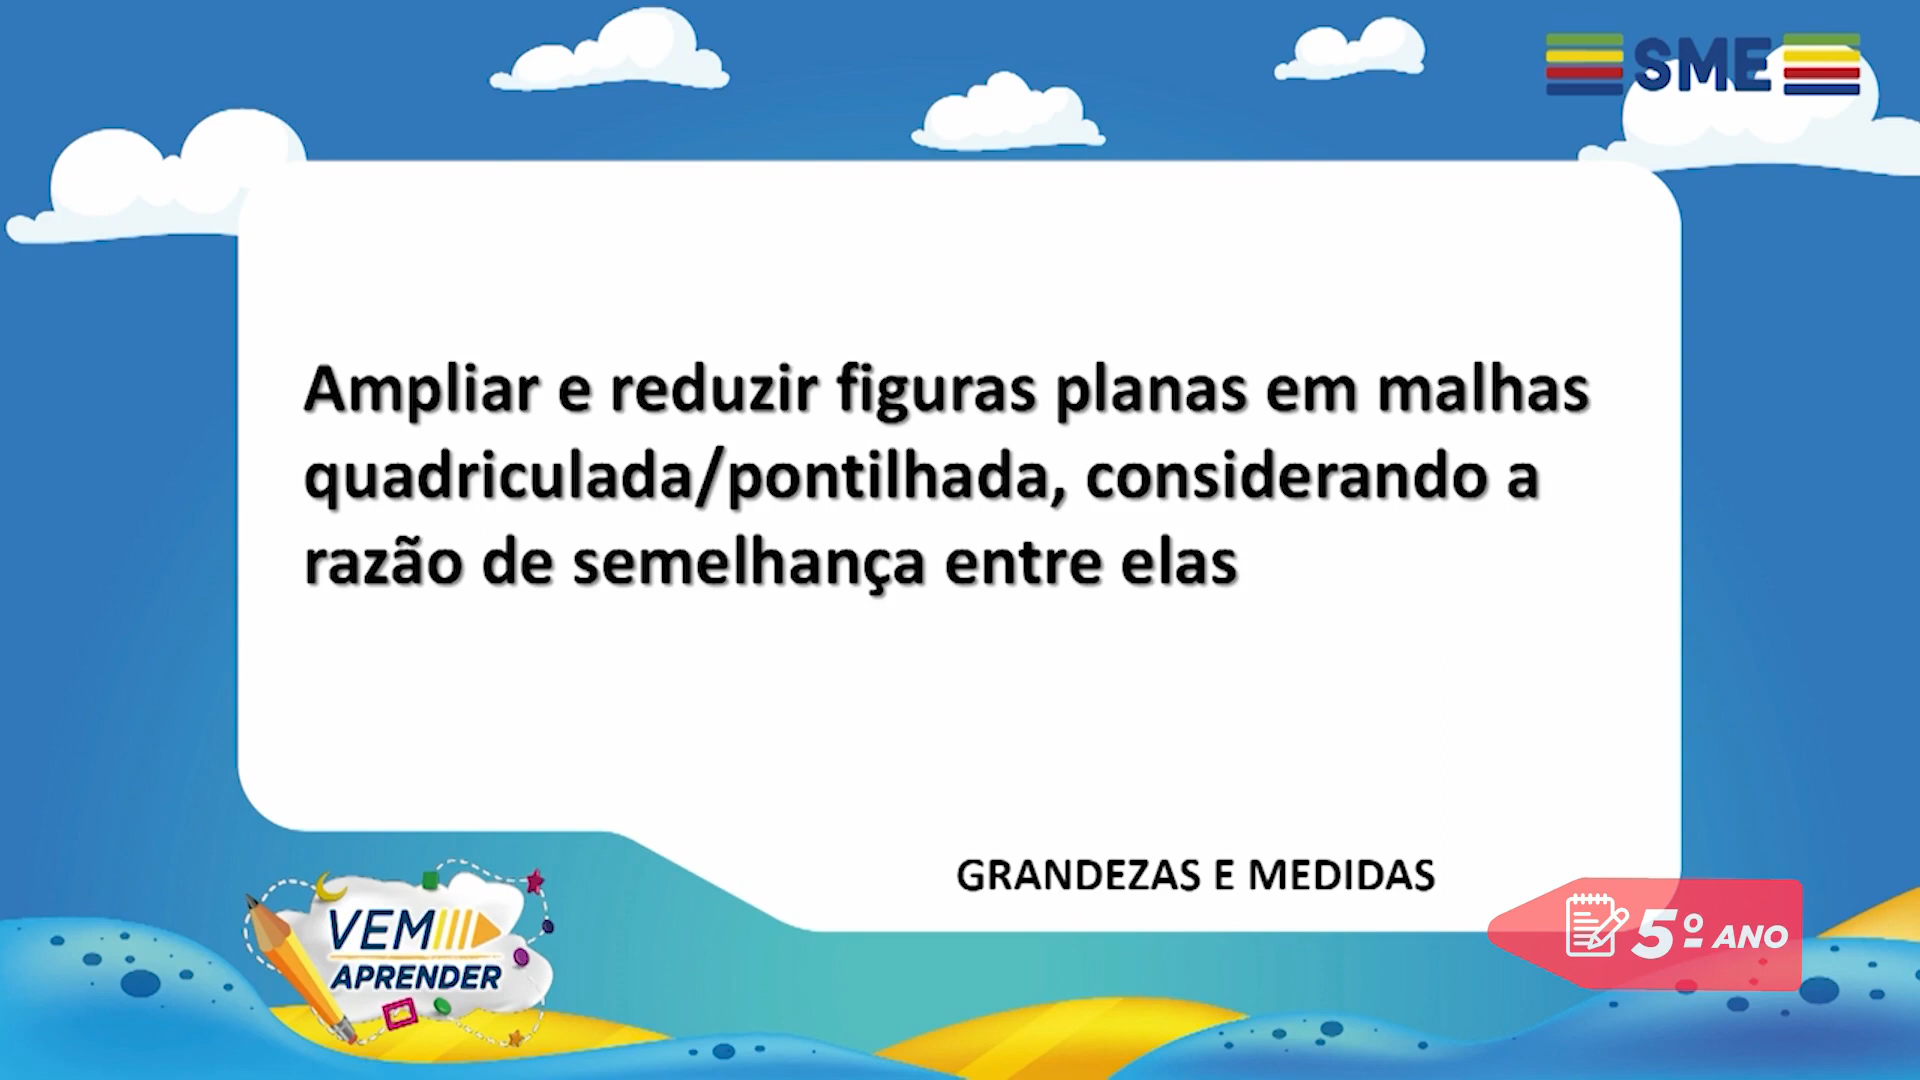 SME
Ampliar e reduzir figuras planas em malhas
quadriculada/pontilhada, considerando a
razão de semelhança entre elas
GRANDEZAS E MEDIDAS
VEM
APRENDER
5º ANO